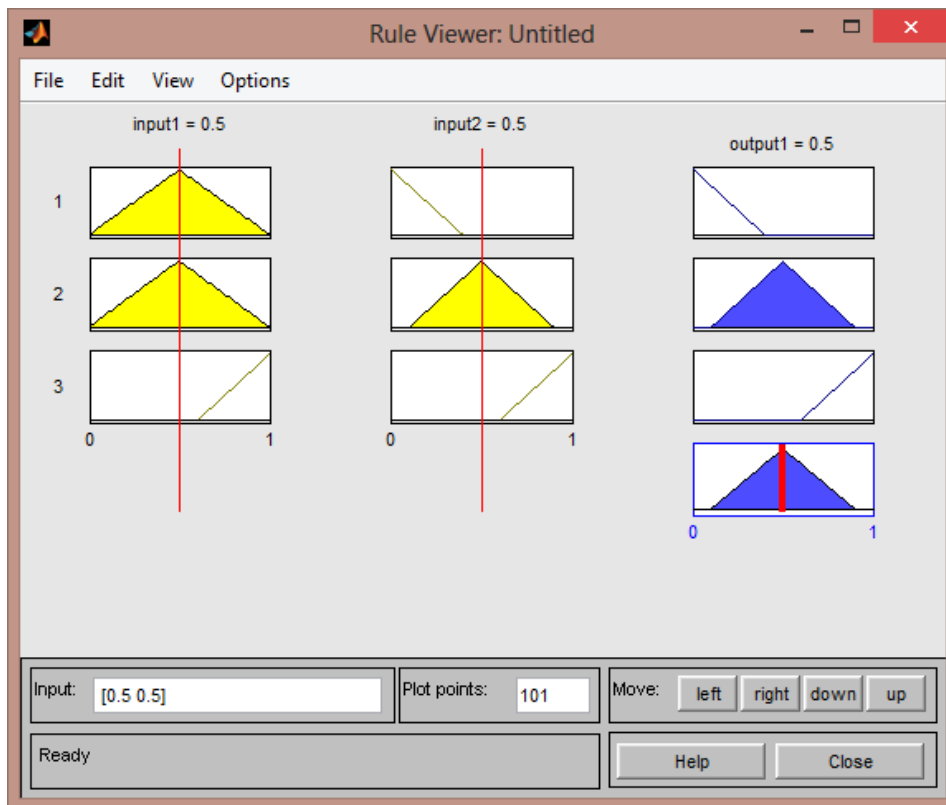 Rule Viewer: Untitled
File Edit View Options
input1 = 0.5 input2 = 0.5 output1 = 0.5
1
2
3
0 1 0 1
0 1
Input: [0.5 0.5] Plot points: 101 Move: left right down up
Ready Help Close